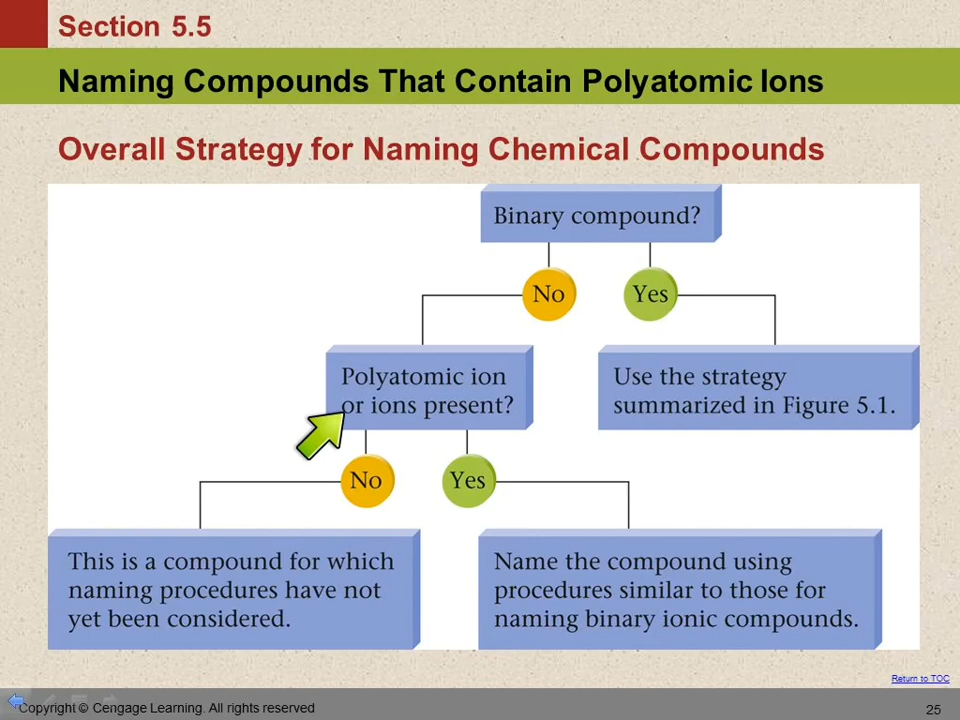 Section 5.5
Naming Compounds That Contain Polyatomic Ions
Overall Strategy for Naming Chemical Compounds
Binary compound?
No
Yes
Polyatomic ion
or ions present?
Use the strategy
summarized in Figure 5.1.
No
Yes
This is a compound for which
naming procedures have not
yet been considered.
Name the compound using
procedures similar to those for
naming binary ionic compounds.
Return to TOC
Copyright © Cengage Learning. All rights reserved
25